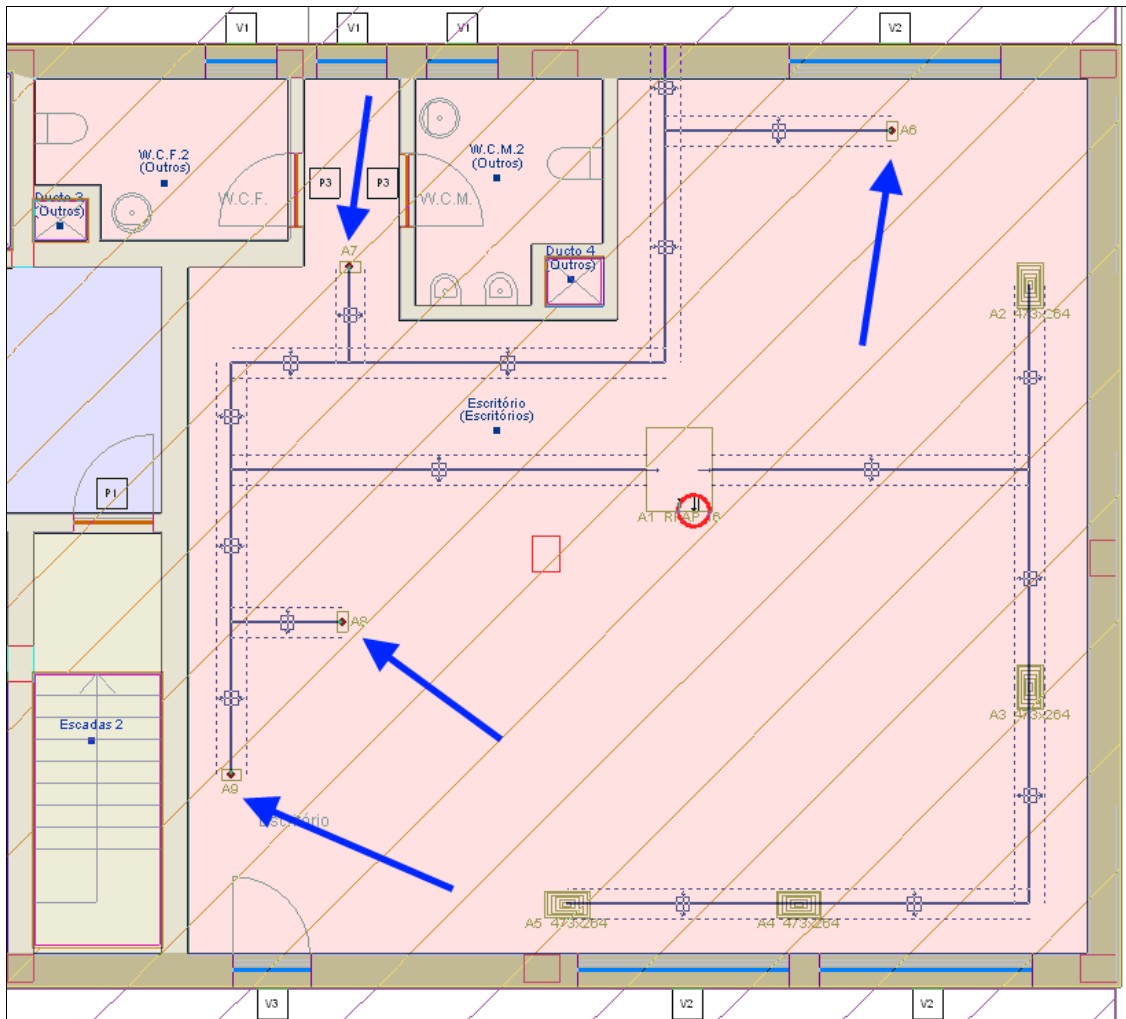 V1
V1
V1
V2
A6
W.C.F.2
(Outros)
W.C.M.2
(Outros)
P3
P3
W.C.F.
W.C.M.
Ducto 3
(Outros)
A7
Ducto 4
(Outros)
A2 473x264
Escritório
(Escritórios)
P1
A8
Escadas 2
A3 473x264
A9
Escritório
A5 473x264
A4 473x264
V3
V2
V2